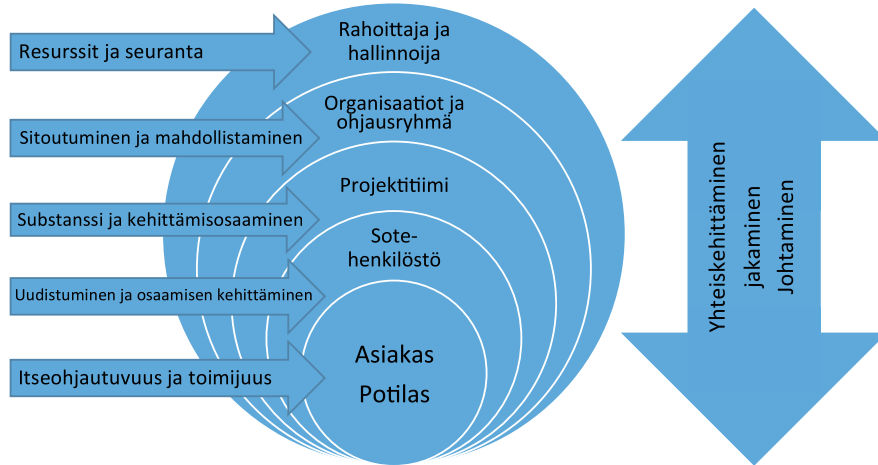 Resurssit ja seuranta
Rahoittaja ja
hallinnoija
Sitoutuminen ja mahdollistaminen
Organisaatiot ja
ohjausryhmä
Substanssi ja kehittämisosaaminen
Projektitiimi
Uudistuminen ja osaamisen kehittäminen
Sote-
henkilöstö
Itseohjautuvuus ja toimijuus
Asiakas
Potilas
Yhteiskehittäminen
jakaminen
Johtaminen